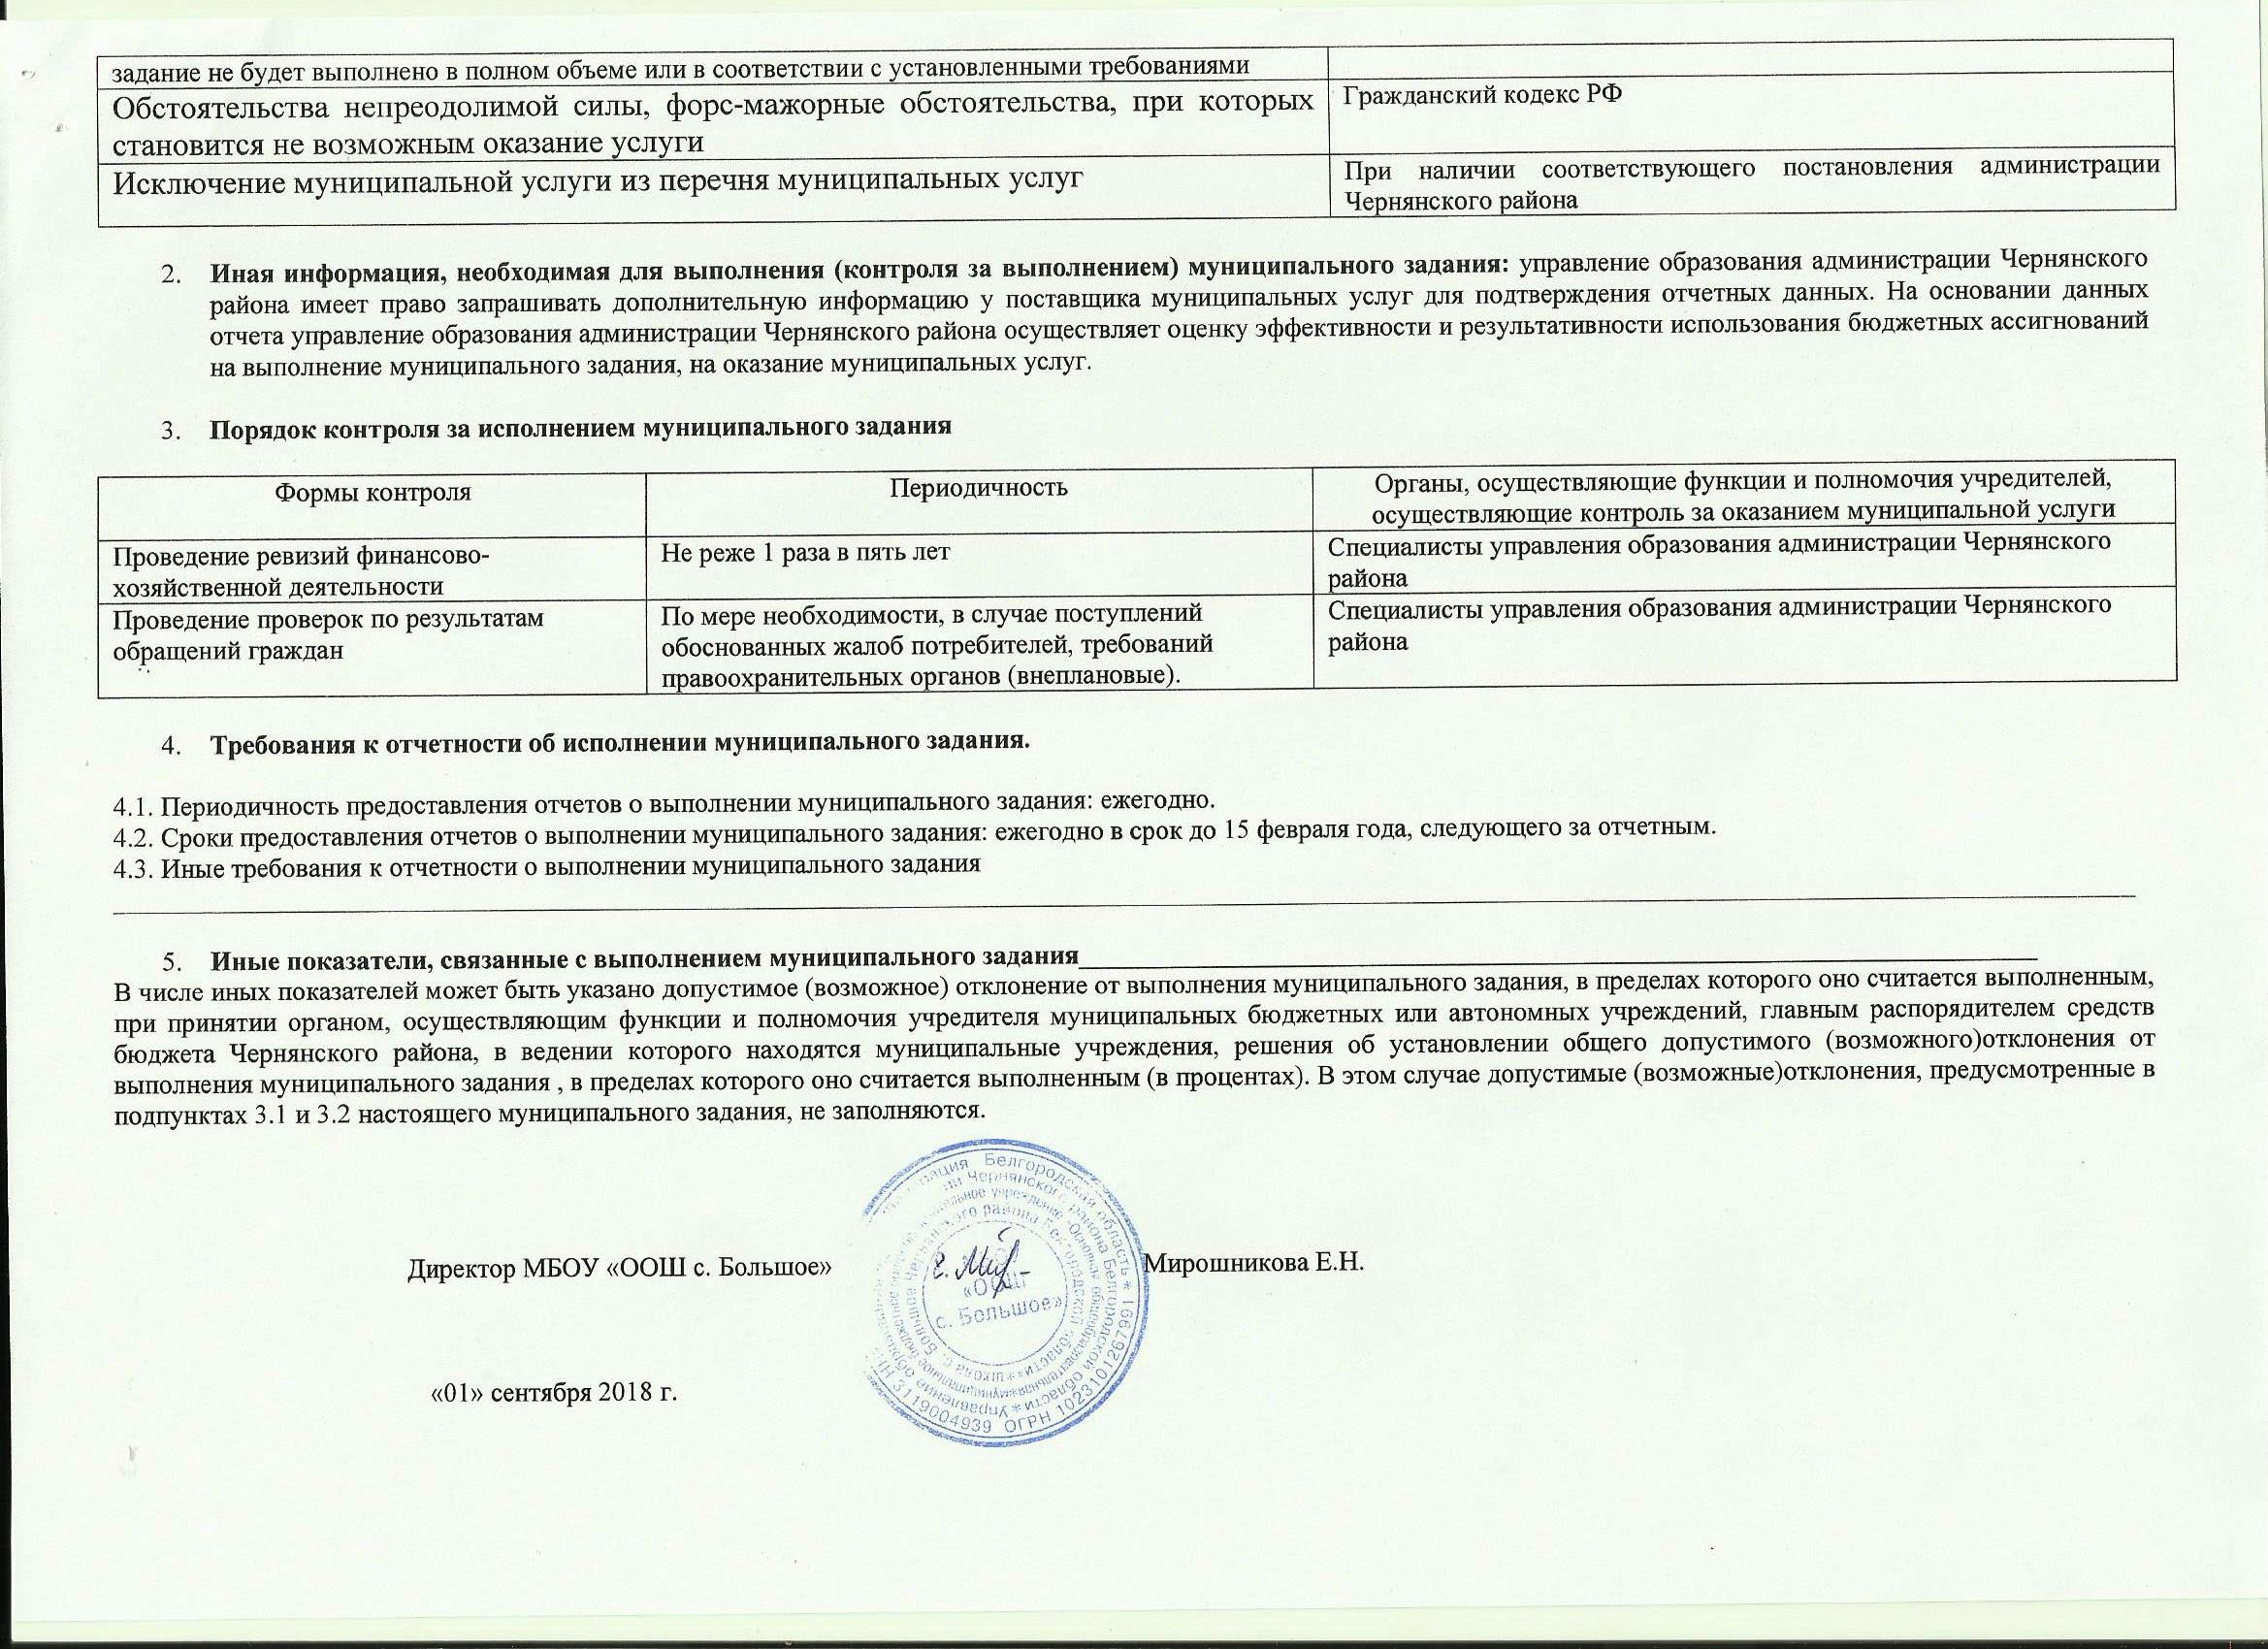 задание не будет выполнено в полном объеме или в соответствии с установленными требованиями
Обстоятельства непреодолимой силы, форс-мажорные обстоятельства, при которых
становится не возможным оказание услуги
Гражданский кодекс РФ
Исключение муниципальной услуги из перечня муниципальных услуг
При наличии соответствующего постановления администрации
Чернянского района
2. Иная информация, необходимая для выполнения (контроля за выполнением) муниципального задания: управление образования администрации Чернянского
района имеет право запрашивать дополнительную информацию у поставщика муниципальных услуг для подтверждения отчетных данных. На основании данных
отчета управление образования администрации Чернянского района осуществляет оценку эффективности и результативности использования бюджетных ассигнований
на выполнение муниципального задания, на оказание муниципальных услуг.
3. Порядок контроля за исполнением муниципального задания
Формы контроля
Периодичность
Органы, осуществляющие функции и полномочия учредителей,
осуществляющие контроль за оказанием муниципальной услуги
Проведение ревизий финансово-
хозяйственной деятельности
Не реже 1 раза в пять лет
Специалисты управления образования администрации Чернянского
района
Проведение проверок по результатам
обращений граждан
По мере необходимости, в случае поступлений
обоснованных жалоб потребителей, требований
правоохранительных органов (внеплановые).
Специалисты управления образования администрации Чернянского
района
4. Требования к отчетности об исполнении муниципального задания.
4.1. Периодичность предоставления отчетов о выполнении муниципального задания: ежегодно.
4.2. Сроки предоставления отчетов о выполнении муниципального задания: ежегодно в срок до 15 февраля года, следующего за отчетным.
4.3. Иные требования к отчетности о выполнении муниципального задания
5. Иные показатели, связанные с выполнением муниципального задания
В числе иных показателей может быть указано допустимое (возможное) отклонение от выполнения муниципального задания, в пределах которого оно считается выполненным,
при принятии органом, осуществляющим функции и полномочия учредителя муниципальных бюджетных или автономных учреждений, главным распорядителем средств
бюджета Чернянского района, в ведении которого находятся муниципальные учреждения, решения об установлении общего допустимого (возможного)отклонения от
выполнения муниципального задания , в пределах которого оно считается выполненным (в процентах). В этом случае допустимые (возможные)отклонения, предусмотренные в
подпунктах 3.1 и 3.2 настоящего муниципального задания, не заполняются.
Директор МБОУ «ООШ с. Большое»
Мирошникова Е.Н.
Белгородская область * ОГРН 1023101267991
3119004939
Чернянского района Белгородской области * Управление
«ООШ
с. Большое»
«01» сентября 2018 г.